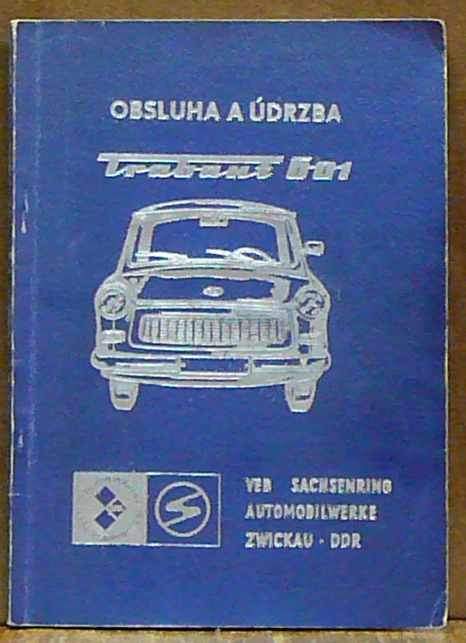 OBSLUHA A ÚDRZBA
Trabant 601
VEB SACHSENRING
AUTOMOBILWERKE
ZWICKAU · DDR